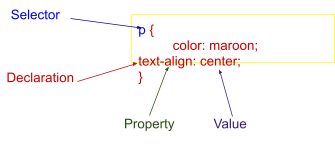 Selector
p {
color: maroon;
Declaration
text-align: center;
}
Property
Value